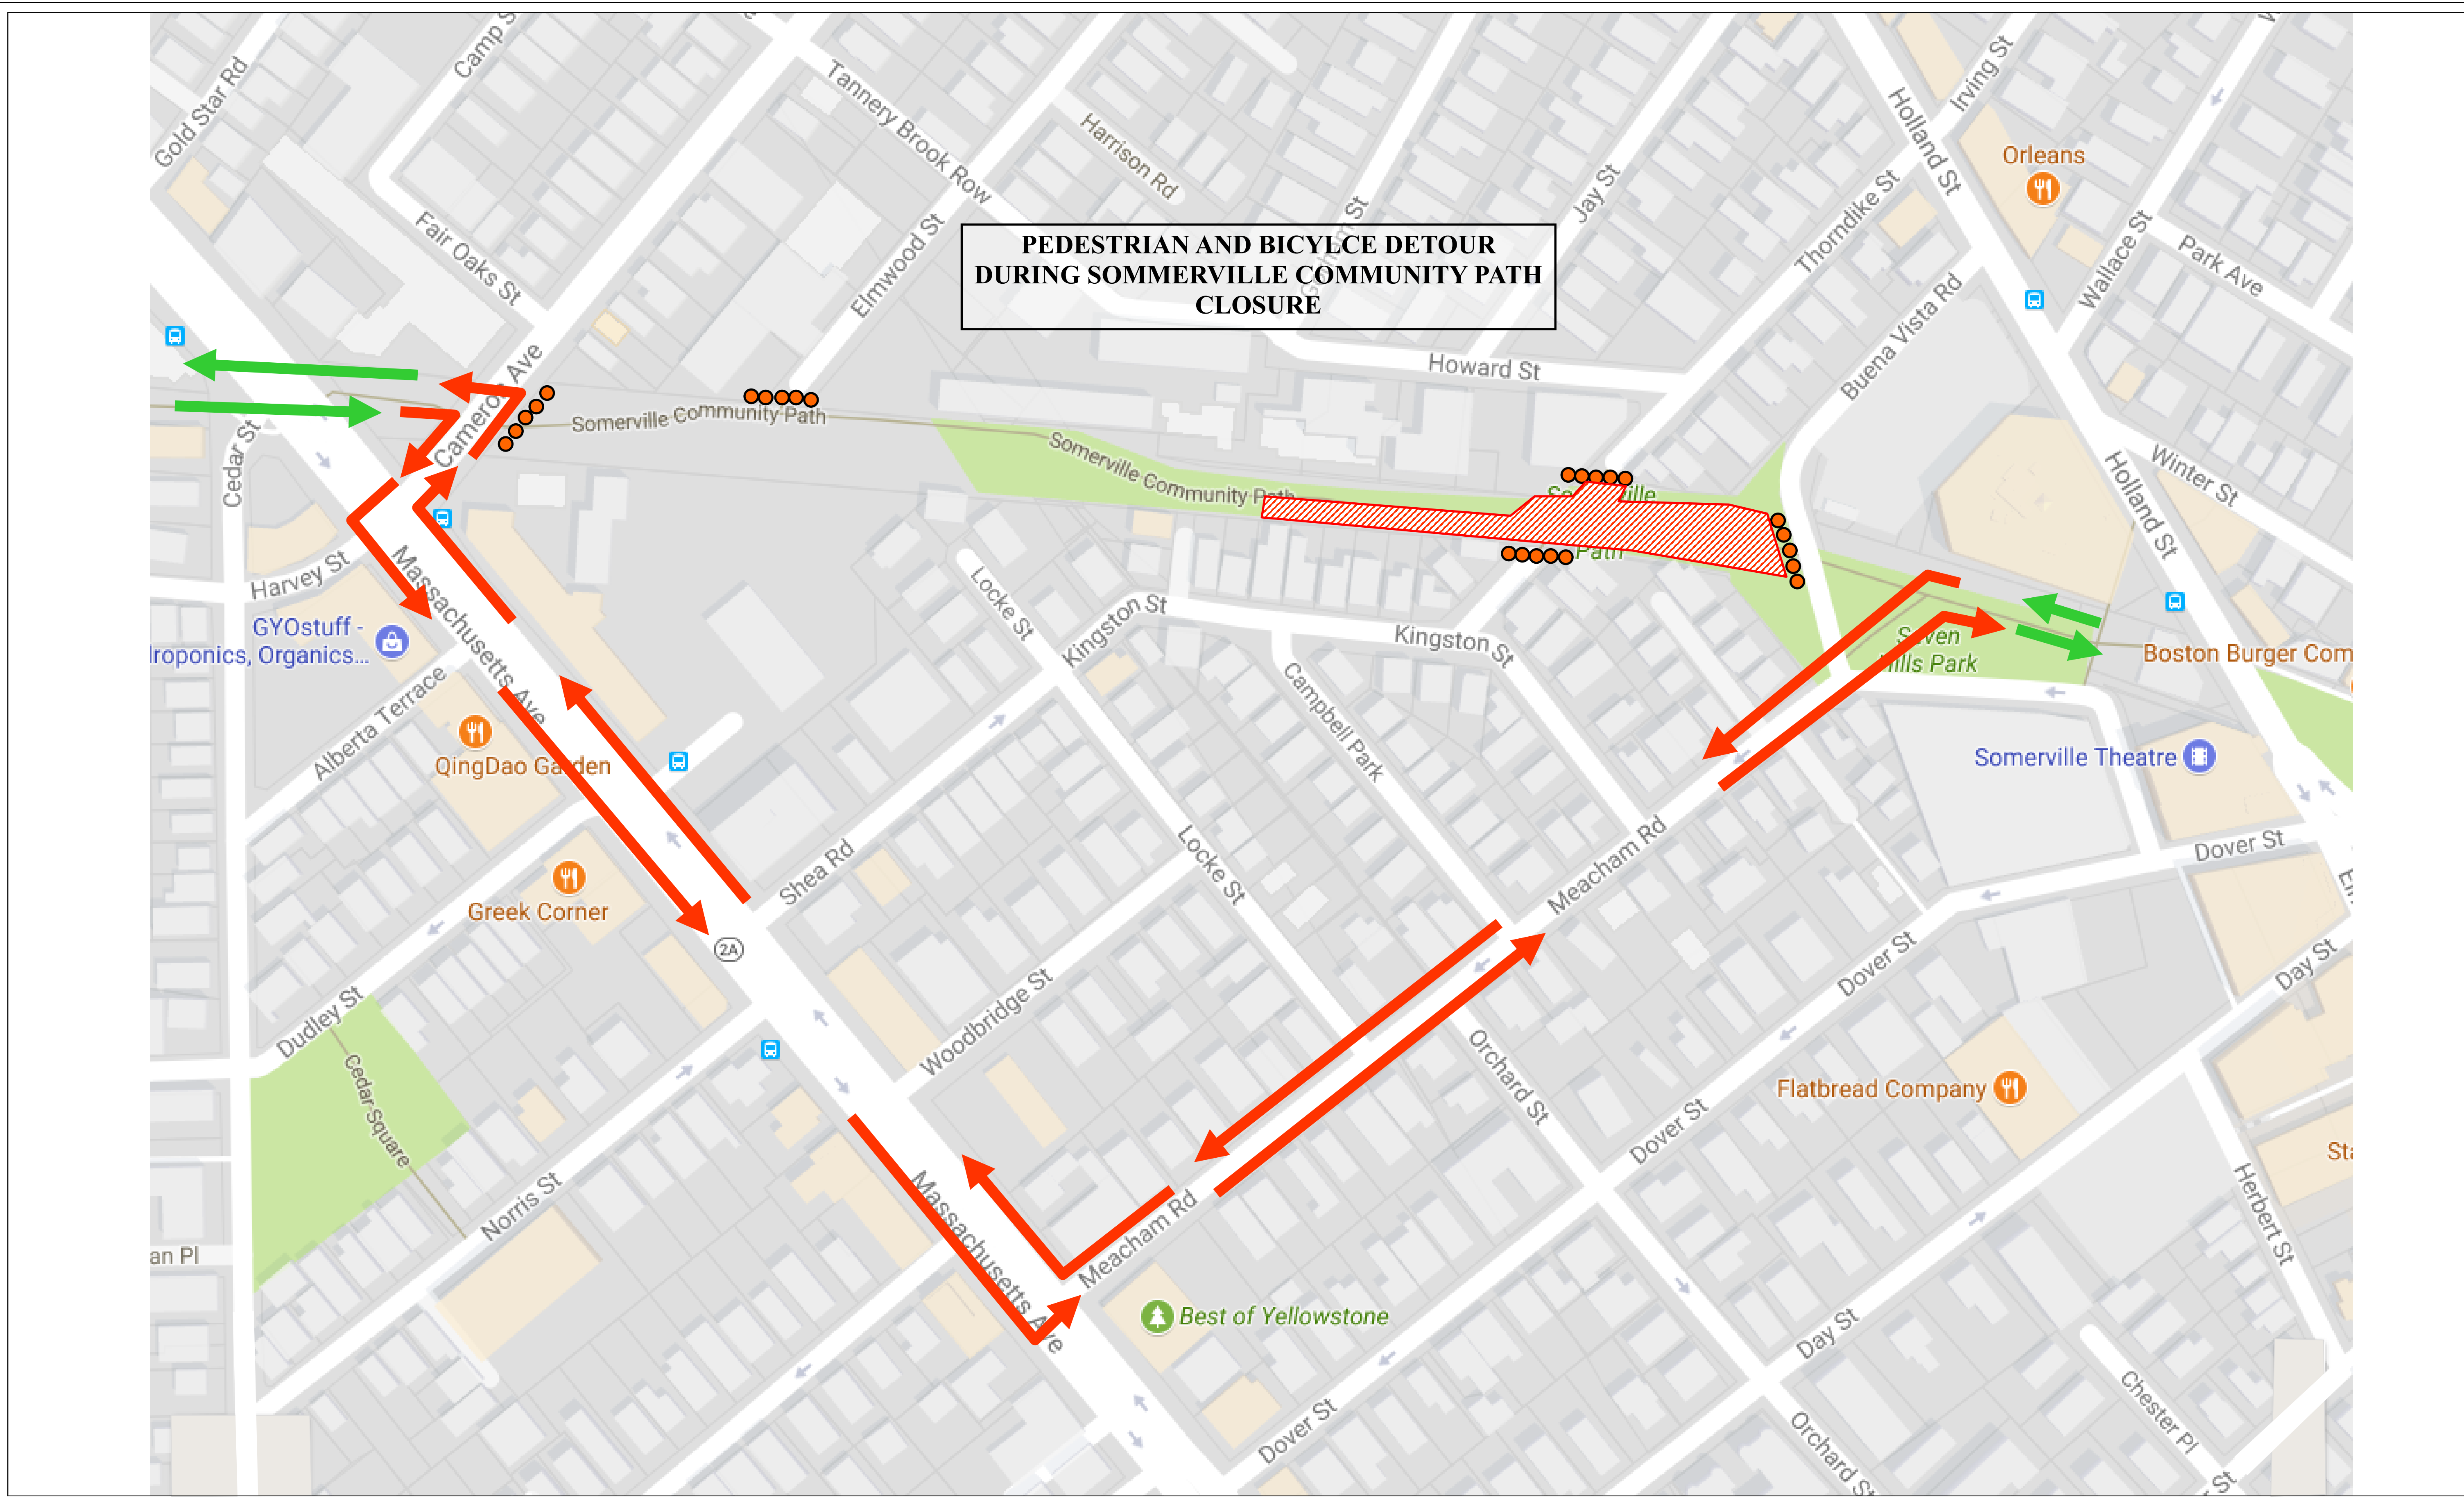 PEDESTRIAN AND BICYLCE DETOUR
DURING SOMMERVILLE COMMUNITY PATH
CLOSURE
Gold Star Rd
Camp S
Tannery Brook Row
Harrison Rd
Jay St
Holland St
Irving St
Orleans
Thorndike St
Wallace St
Park Ave
Fair Oaks St
Elmwood St
Buena Vista Rd
Howard St
Cameron Ave
Somerville Community Path
Somerville Community Path
Cedar St
Holland St
Winter St
Path
Harvey St
Massachusetts Ave
Locke St
Kingston St
Kingston St
GYOstuff -
droponics, Organics...
Seven
Hills Park
Boston Burger Com
Alberta Terrace
Campbell Park
QingDao Garden
Somerville Theatre
Shea Rd
Locke St
Meacham Rd
Dover St
Greek Corner
2A
Dover St
Day St
Dudley St
Woodbridge St
Cedar Square
Orchard St
Flatbread Company
Dover St
Sta
Norris St
Massachusetts Ave
Meacham Rd
Herbert St
an Pl
Best of Yellowstone
Day St
Chester Pl
Dover St
Orchard St
St